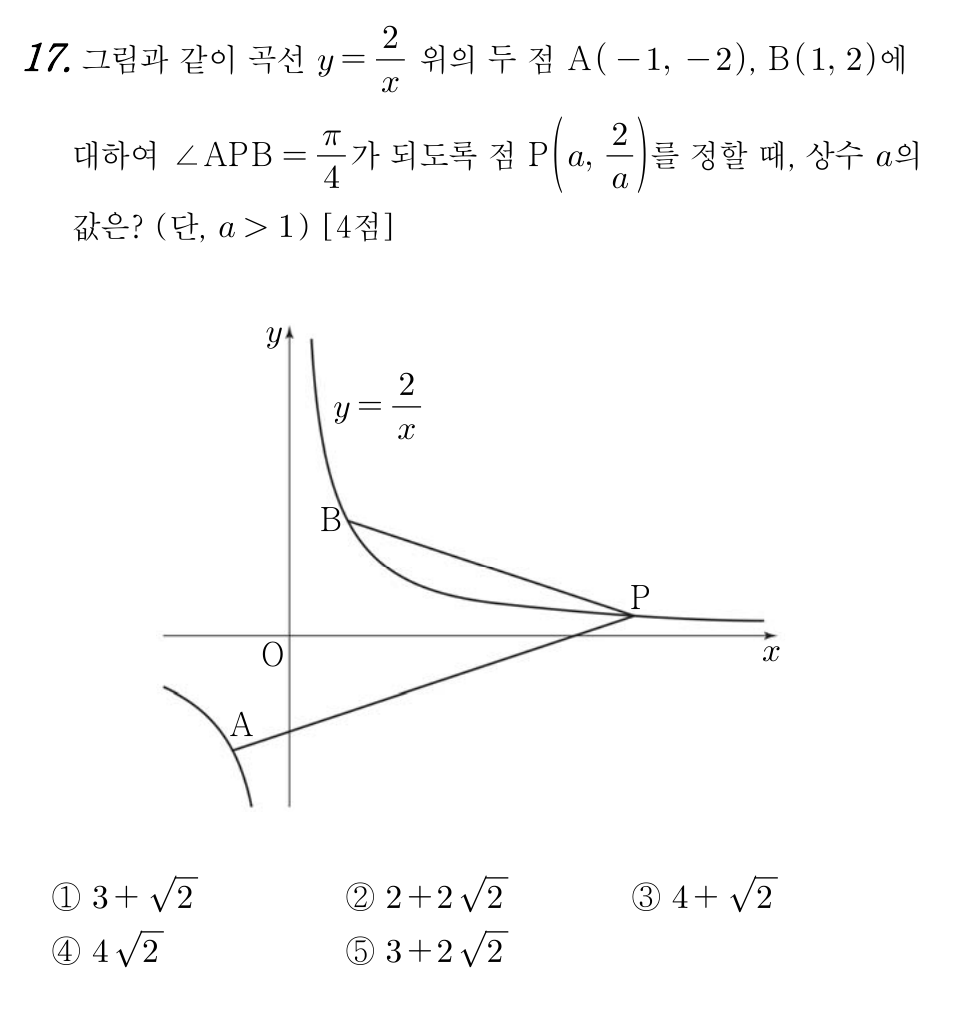 17. 그림과 같이 곡선 y = 2/x 위의 두 점 A(−1, −2), B(1, 2)에
대하여 ∠APB = π/4가 되도록 점 P(a, 2/a)를 정할 때, 상수 a의
값은? (단, a > 1) [4점]
y
y = 2/x
B
P
O
x
A
① 3+√2 ② 2+2√2 ③ 4+√2
④ 4√2 ⑤ 3+2√2